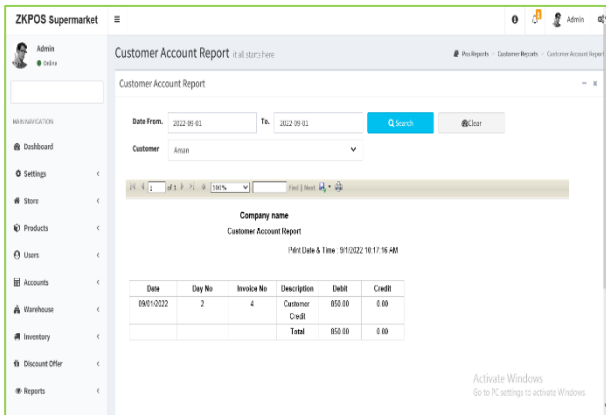 ZKPOS Supermarket
Admin
Customer Account Report it all starts here
Pos Reports Customer Reports Customer Account Report
Admin
Online
Customer Account Report
MAIN NAVIGATION
Date From. 2022-09-01 To. 2022-09-01 Search Clear
Dashboard
Customer Aman
Settings
1 of 1 100% Find | Next
Store
Company name
Products
Customer Account Report
Print Date & Time : 9/1/2022 10:17:16 AM
Users
Accounts
Date Day No Invoice No Description Debit Credit
09/01/2022 2 4 Customer Credit 850.00 0.00
Warehouse
Total 850.00 0.00
Inventory
Discount Offer
Reports
Activate Windows
Go to PC settings to activate Windows.